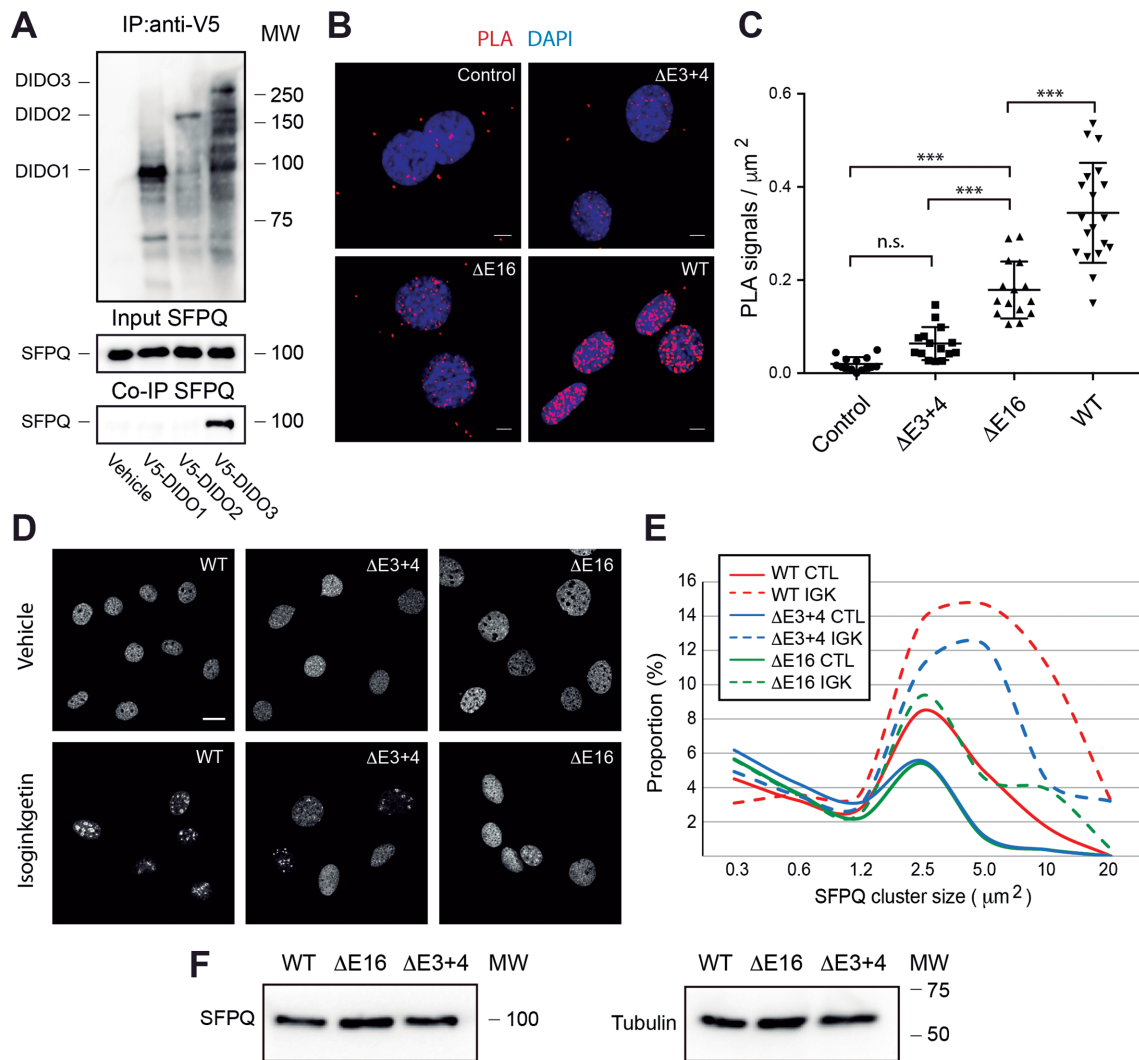 A
IP:anti-V5
MW
DIDO3
DIDO2
DIDO1
250
150
100
75
Input SFPQ
SFPQ
100
Co-IP SFPQ
SFPQ
100
Vehicle
V5-DIDO1
V5-DIDO2
V5-DIDO3
B
PLA DAPI
Control
ΔE3+4
ΔE16
WT
C
PLA signals / μm²
0.6
0.4
0.2
0.0
***
***
***
n.s.
Control
ΔE3+4
ΔE16
WT
D
Vehicle
WT
ΔE3+4
ΔE16
Isoginkgetin
WT
ΔE3+4
ΔE16
E
WT CTL
WT IGK
ΔE3+4 CTL
ΔE3+4 IGK
ΔE16 CTL
ΔE16 IGK
Proportion (%)
16
14
12
10
8
6
4
2
0.3 0.6 1.2 2.5 5.0 10 20
SFPQ cluster size ( μm² )
F
WT ΔE16 ΔE3+4 MW
SFPQ
100
WT ΔE16 ΔE3+4 MW
Tubulin
75
50